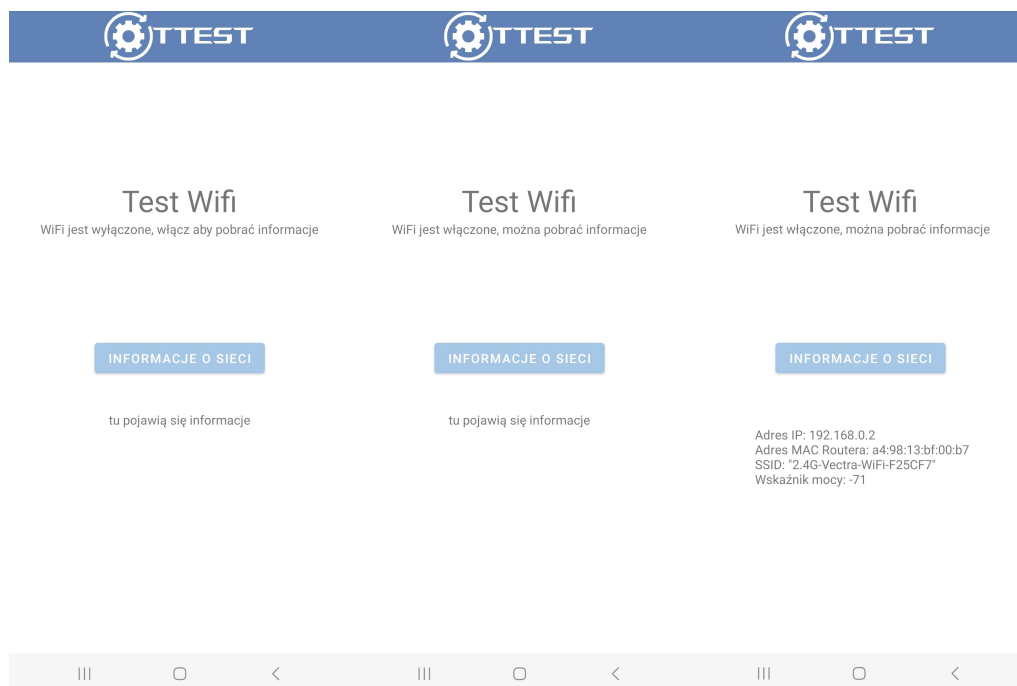 TTEST
Test Wifi
WiFi jest wyłączone, włącz aby pobrać informacje
INFORMACJE O SIECI
tu pojawią się informacje
TTEST
Test Wifi
WiFi jest włączone, można pobrać informacje
INFORMACJE O SIECI
tu pojawią się informacje
TTEST
Test Wifi
WiFi jest włączone, można pobrać informacje
INFORMACJE O SIECI
Adres IP: 192.168.0.2
Adres MAC Routera: a4:98:13:bf:00:b7
SSID: "2.4G-Vectra-WiFi-F25CF7"
Wskaźnik mocy: -71